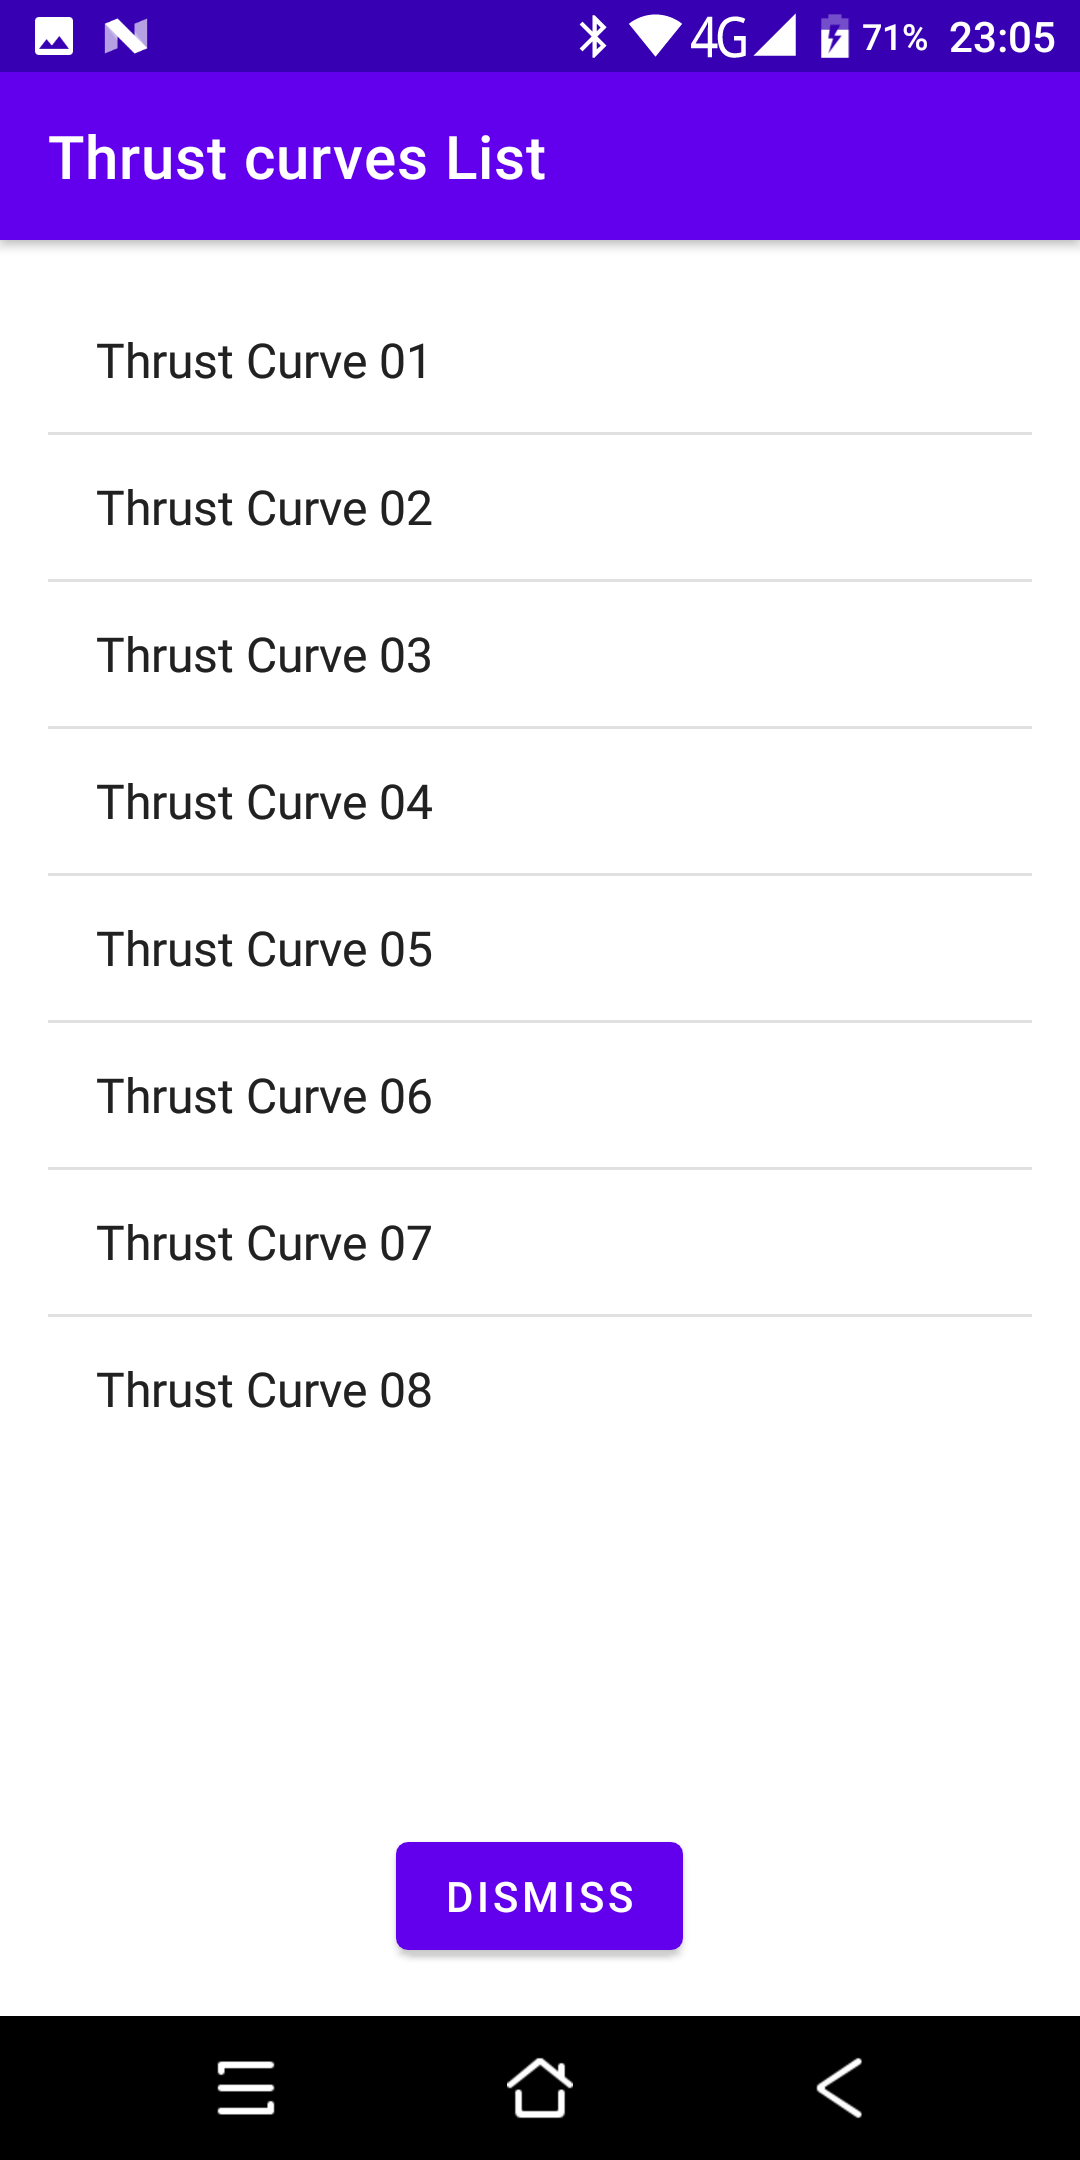 4G 71% 23:05
Thrust curves List
Thrust Curve 01
Thrust Curve 02
Thrust Curve 03
Thrust Curve 04
Thrust Curve 05
Thrust Curve 06
Thrust Curve 07
Thrust Curve 08
DISMISS